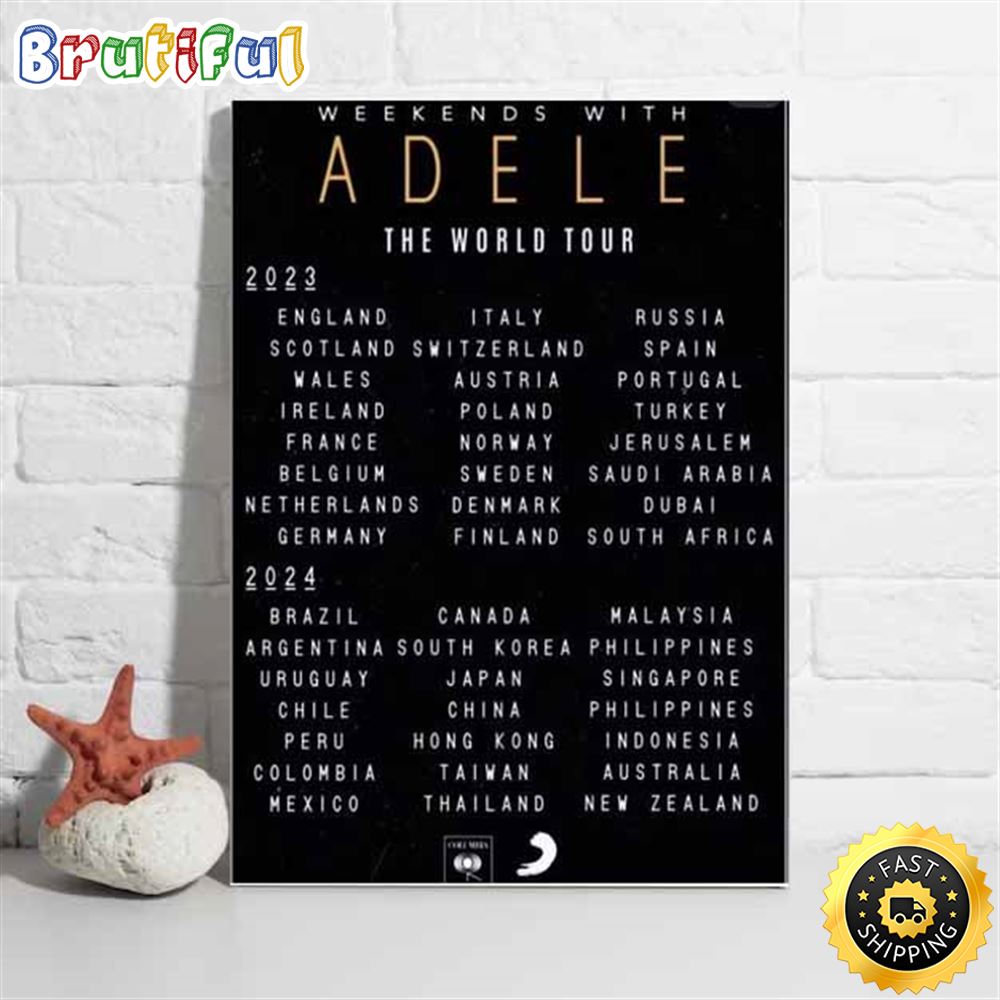 Brutiful
WEEKENDS WITH
ADELE
THE WORLD TOUR
2023
ENGLAND ITALY RUSSIA
SCOTLAND SWITZERLAND SPAIN
WALES AUSTRIA PORTUGAL
IRELAND POLAND TURKEY
FRANCE NORWAY JERUSALEM
BELGIUM SWEDEN SAUDI ARABIA
NETHERLANDS DENMARK DUBAI
GERMANY FINLAND SOUTH AFRICA
2024
BRAZIL CANADA MALAYSIA
ARGENTINA SOUTH KOREA PHILIPPINES
URUGUAY JAPAN SINGAPORE
CHILE CHINA PHILIPPINES
PERU HONG KONG INDONESIA
COLOMBIA TAIWAN AUSTRALIA
MEXICO THAILAND NEW ZEALAND
COLUMBIA
FAST
SHIPPING